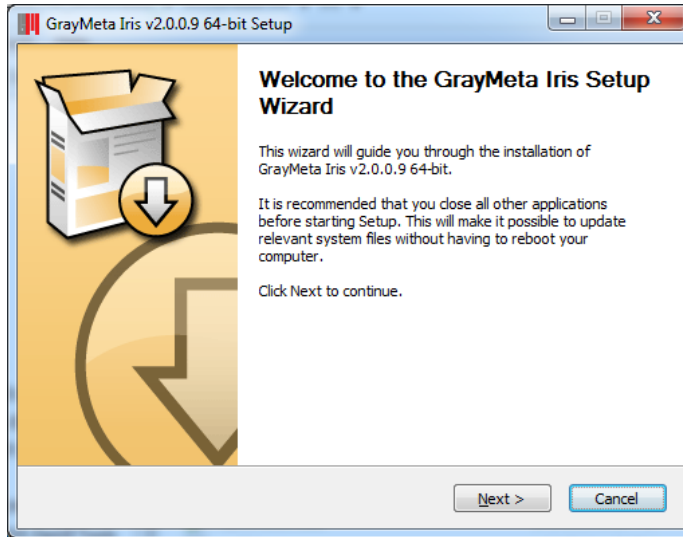 GrayMeta Iris v2.0.0.9 64-bit Setup
Welcome to the GrayMeta Iris Setup
Wizard
This wizard will guide you through the installation of
GrayMeta Iris v2.0.0.9 64-bit.
It is recommended that you close all other applications
before starting Setup. This will make it possible to update
relevant system files without having to reboot your
computer.
Click Next to continue.
Next >
Cancel